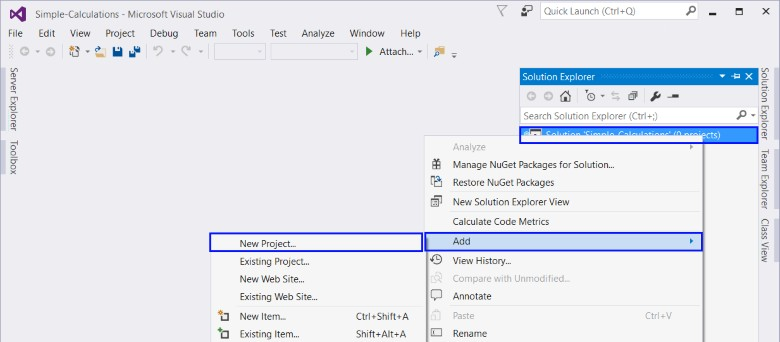 Simple-Calculations - Microsoft Visual Studio
Quick Launch (Ctrl+Q)
File Edit View Project Debug Team Tools Test Analyze Window Help
Attach...
Server Explorer
Toolbox
Solution Explorer
Search Solution Explorer (Ctrl+;)
Solution 'Simple-Calculations' (0 projects)
Solution Explorer
Team Explorer
Class View
Analyze
Manage NuGet Packages for Solution...
Restore NuGet Packages
New Solution Explorer View
Calculate Code Metrics
Add
View History...
Compare with Unmodified...
Annotate
Paste Ctrl+V
Rename
New Project...
Existing Project...
New Web Site...
Existing Web Site...
New Item... Ctrl+Shift+A
Existing Item... Shift+Alt+A